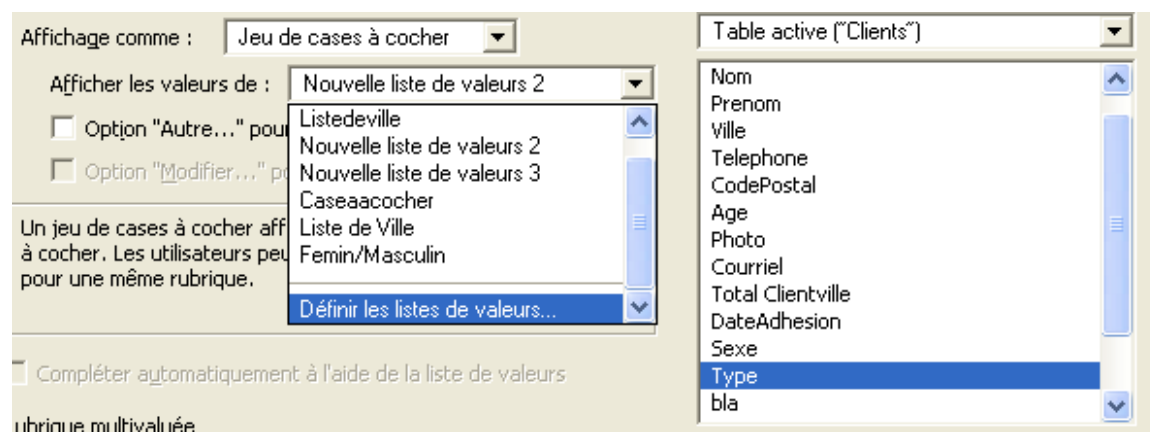 Affichage comme :
Jeu de cases à cocher
Afficher les valeurs de :
Nouvelle liste de valeurs 2
Listedeville
Nouvelle liste de valeurs 2
Nouvelle liste de valeurs 3
Caseaacocher
Liste de Ville
Femin/Masculin
Définir les listes de valeurs...
Option "Autre..." pour
Option "Modifier..."
Un jeu de cases à cocher aff
à cocher. Les utilisateurs peu
pour une même rubrique.
Compléter automatiquement à l'aide de la liste de valeurs
ubrique multivaluée
Table active ("Clients")
Nom
Prenom
Ville
Telephone
CodePostal
Age
Photo
Courriel
Total Clientville
DateAdhesion
Sexe
Type
bla